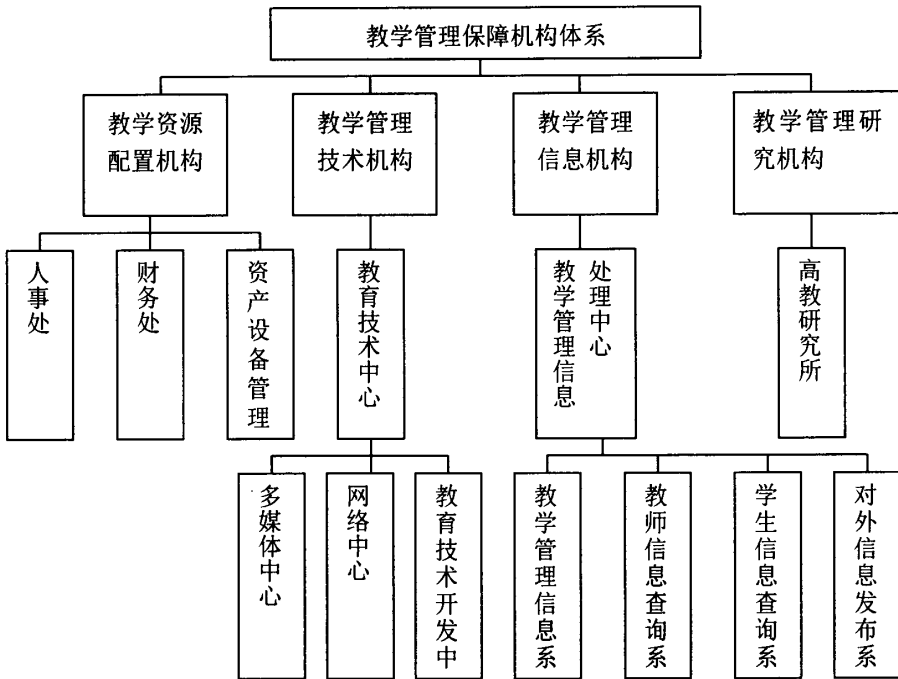 教学管理保障机构体系
教学资源
配置机构
教学管理
技术机构
教学管理
信息机构
教学管理研
究机构
人事处
财务处
资产设备管理
教育技术中心
教学管理信息
处理中心
高教研究所
多媒体中心
网络中心
教育技术开发中
教学管理信息系
教师信息查询系
学生信息查询系
对外信息发布系